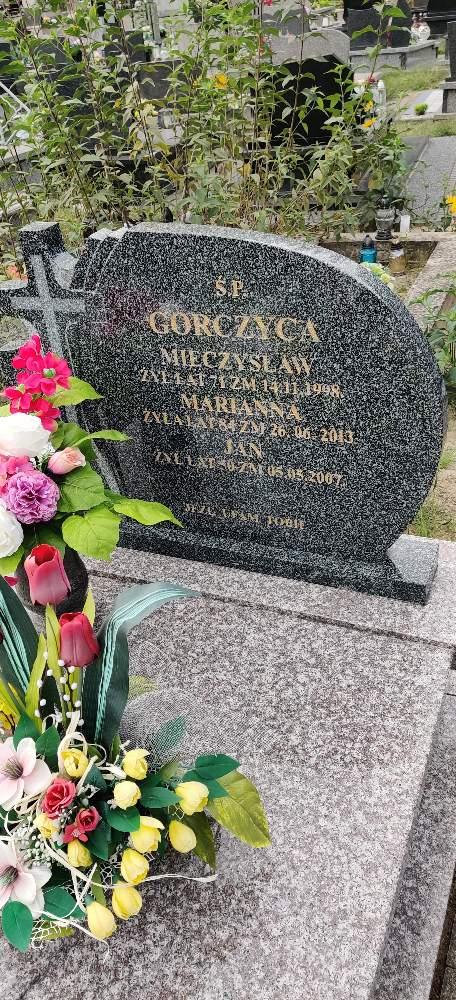 Ś.P.
GORCZYCA
MIECZYSŁAW
ŻYŁ LAT 71 ZM 14.11.1998
MARIANNA
ŻYŁA LAT 84 ZM 26.06.2013
JAN
ŻYŁ LAT 50 ZM 05.05.2007
JEZU UFAM TOBIE